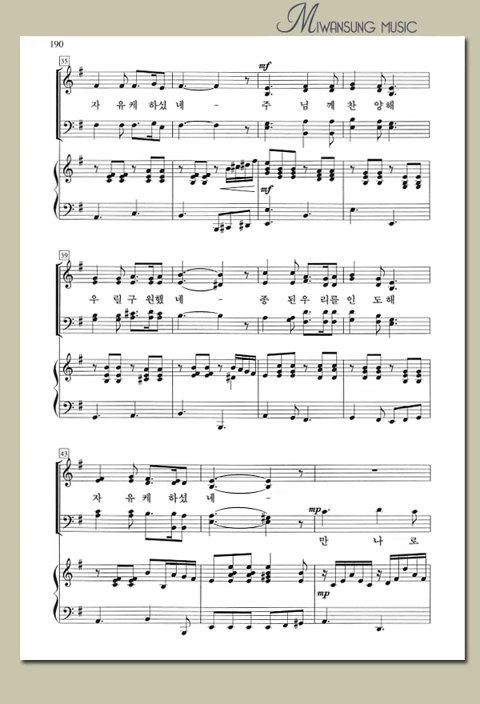 MIWANSUNG MUSIC
190
35
mf
자 유케 하셨 네 - 주 님 께 찬 양해
mf
39
우 릴구 원했 네 - 종 된우 리를 인 도해
43
자 유케 하셨 네 -
mp
만 나로
mp